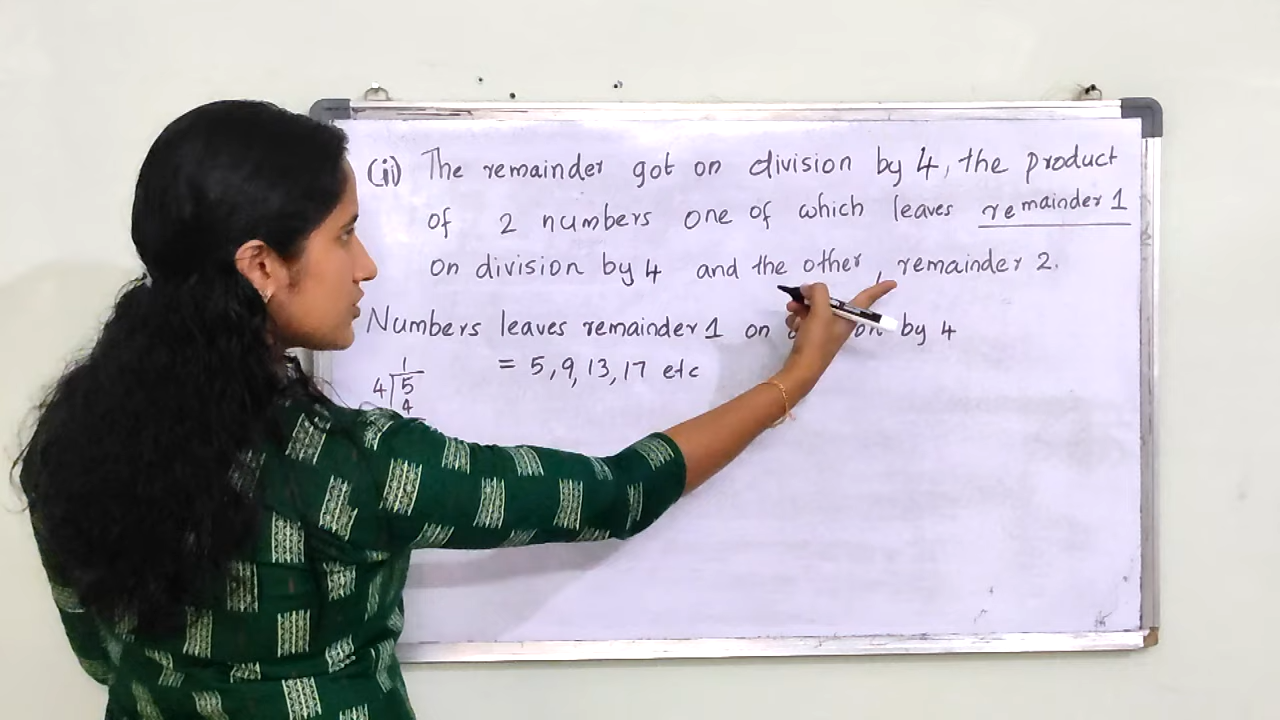 (ii) The remainder got on division by 4, the product
of 2 numbers one of which leaves remainder 1
on division by 4 and the other, remainder 2.
Numbers leaves remainder 1 on by 4
= 5, 9, 13, 17 etc
1
4 5
4